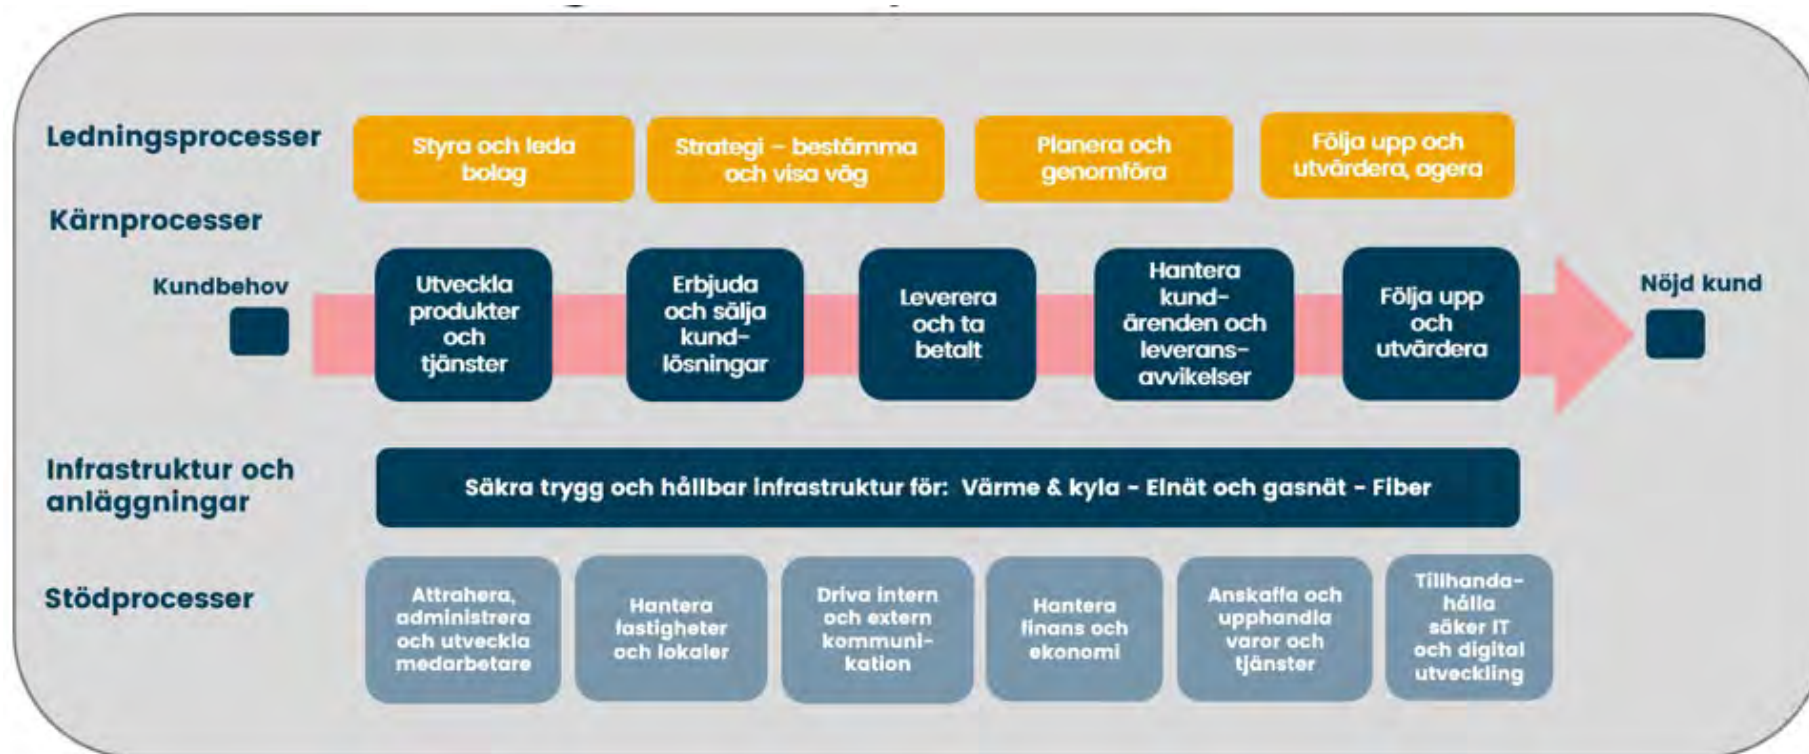 Ledningsprocesser
Styra och leda
bolag
Strategi – bestämma
och visa väg
Planera och
genomföra
Följa upp och
utvärdera, agera
Kärnprocesser
Kundbehov
Utveckla
produkter
och
tjänster
Erbjuda
och sälja
kund-
lösningar
Leverera
och ta
betalt
Hantera
kund-
ärenden och
leverans-
avvikelser
Följa upp
och
utvärdera
Nöjd kund
Infrastruktur och
anläggningar
Säkra trygg och hållbar infrastruktur för: Värme & kyla - Elnät och gasnät - Fiber
Stödprocesser
Attrahera,
administrera
och utveckla
medarbetare
Hantera
fastigheter
och lokaler
Driva intern
och extern
kommuni-
kation
Hantera
finans och
ekonomi
Anskaffa och
upphandla
varor och
tjänster
Tillhanda-
hålla
säker IT
och digital
utveckling